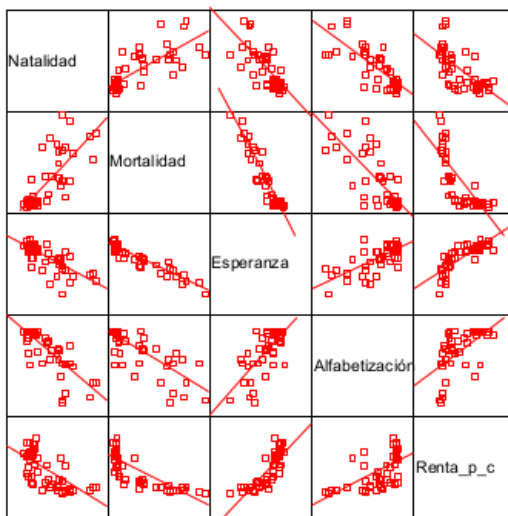 Natalidad
Mortalidad
Esperanza
Alfabetización
Renta_p_c